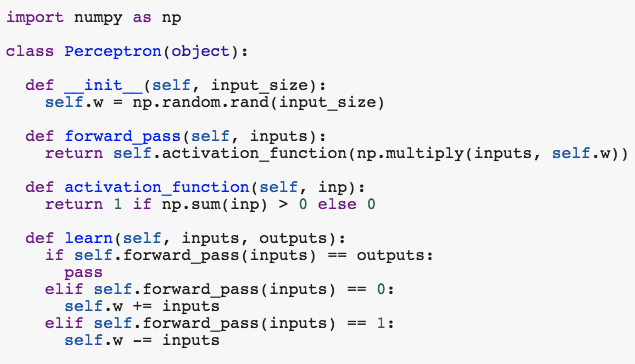 import numpy as np
class Perceptron(object):
def __init__(self, input_size):
self.w = np.random.rand(input_size)
def forward_pass(self, inputs):
return self.activation_function(np.multiply(inputs, self.w))
def activation_function(self, inp):
return 1 if np.sum(inp) > 0 else 0
def learn(self, inputs, outputs):
if self.forward_pass(inputs) == outputs:
pass
elif self.forward_pass(inputs) == 0:
self.w += inputs
elif self.forward_pass(inputs) == 1:
self.w -= inputs